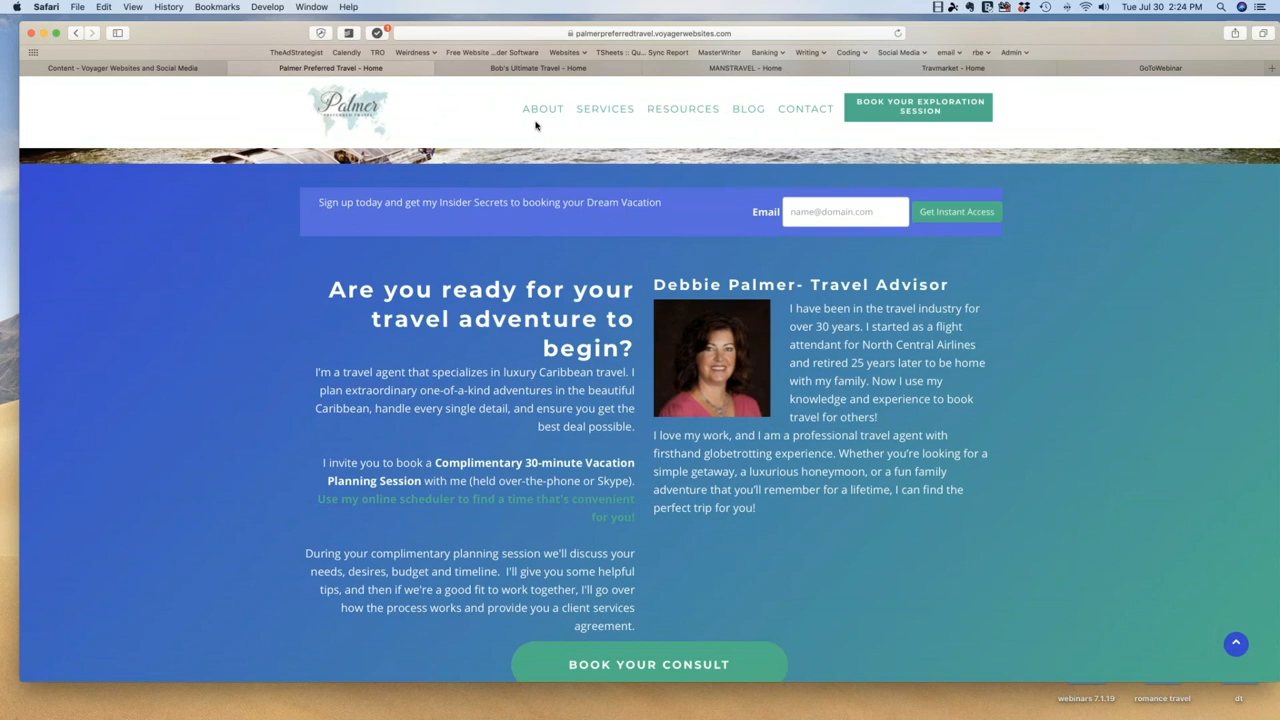 Safari File Edit View History Bookmarks Develop Window Help
Tue Jul 30 2:24 PM
palmerpreferredtravel.voyagerwebsites.com
1
TheAdStrategist Calendly TRO Weirdness Free Website ...der Software Websites TSheets :: Qu... Sync Report MasterWriter Banking Writing Coding Social Media email rbe Admin
Content - Voyager Websites and Social Media
Palmer Preferred Travel - Home
Bob's Ultimate Travel - Home
MANSTRAVEL - Home
Travmarket - Home
GoToWebinar
Palmer
PREFERRED TRAVEL
ABOUT SERVICES RESOURCES BLOG CONTACT
BOOK YOUR EXPLORATION
SESSION
Sign up today and get my Insider Secrets to booking your Dream Vacation
Email name@domain.com Get Instant Access
Are you ready for your
travel adventure to
begin?
I'm a travel agent that specializes in luxury Caribbean travel. I
plan extraordinary one-of-a-kind adventures in the beautiful
Caribbean, handle every single detail, and ensure you get the
best deal possible.
I invite you to book a Complimentary 30-minute Vacation
Planning Session with me (held over-the-phone or Skype).
Use my online scheduler to find a time that's convenient
for you!
During your complimentary planning session we'll discuss your
needs, desires, budget and timeline. I'll give you some helpful
tips, and then if we're a good fit to work together, I'll go over
how the process works and provide you a client services
agreement.
Debbie Palmer- Travel Advisor
I have been in the travel industry for
over 30 years. I started as a flight
attendant for North Central Airlines
and retired 25 years later to be home
with my family. Now I use my
knowledge and experience to book
travel for others!
I love my work, and I am a professional travel agent with
firsthand globetrotting experience. Whether you're looking for a
simple getaway, a luxurious honeymoon, or a fun family
adventure that you'll remember for a lifetime, I can find the
perfect trip for you!
BOOK YOUR CONSULT
webinars 7.1.19
romance travel
dt